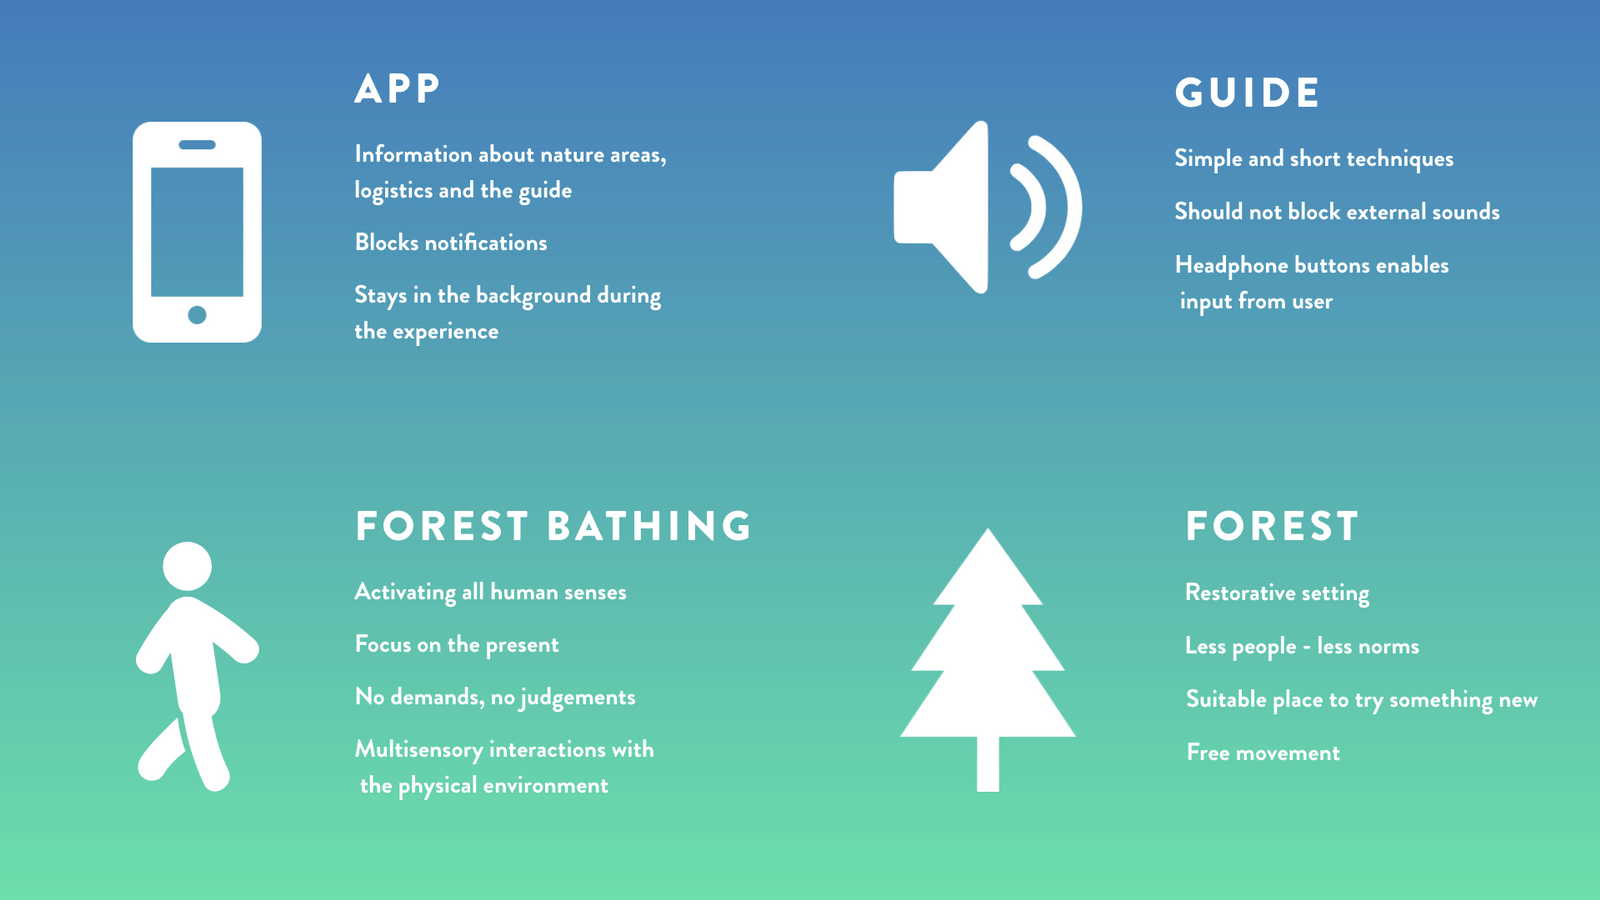 APP
Information about nature areas,
logistics and the guide
Blocks notifications
Stays in the background during
the experience
GUIDE
Simple and short techniques
Should not block external sounds
Headphone buttons enables
input from user
FOREST BATHING
Activating all human senses
Focus on the present
No demands, no judgements
Multisensory interactions with
the physical environment
FOREST
Restorative setting
Less people - less norms
Suitable place to try something new
Free movement